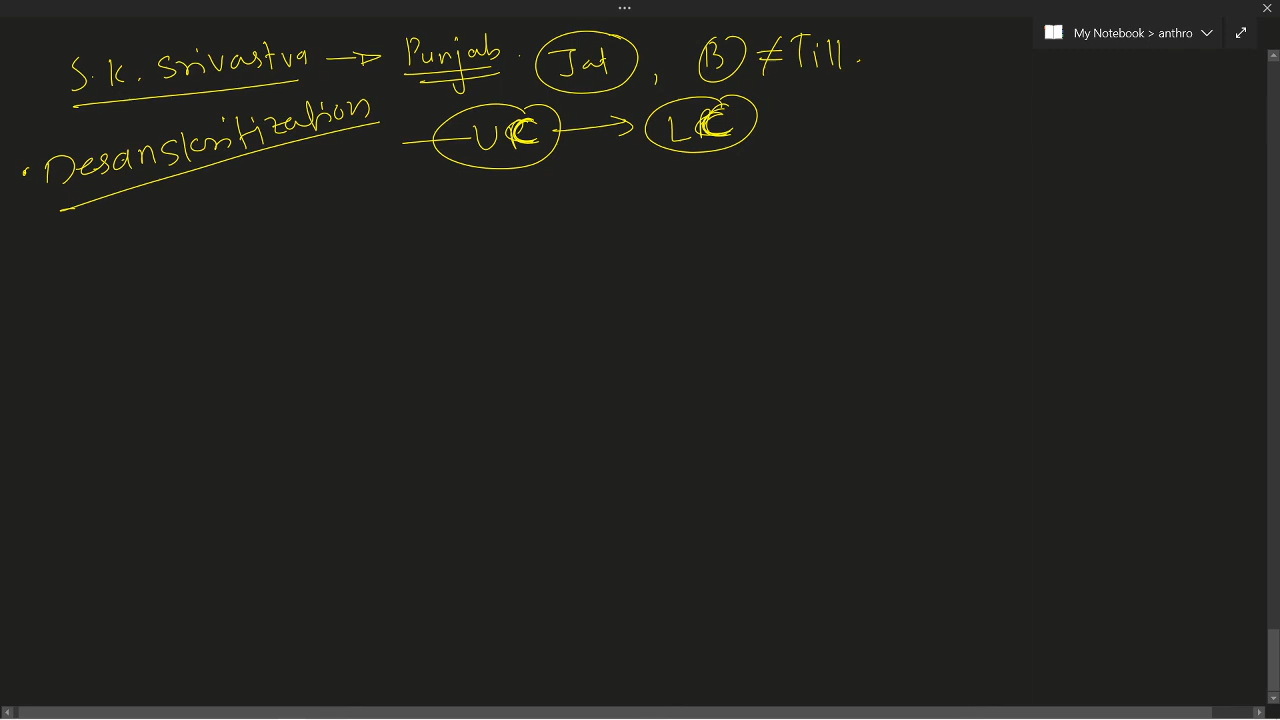 ...
My Notebook > anthro
S.K. Srivastva → Punjab. Jat, B ≠ Till.
• Desanskritization — UC → LC